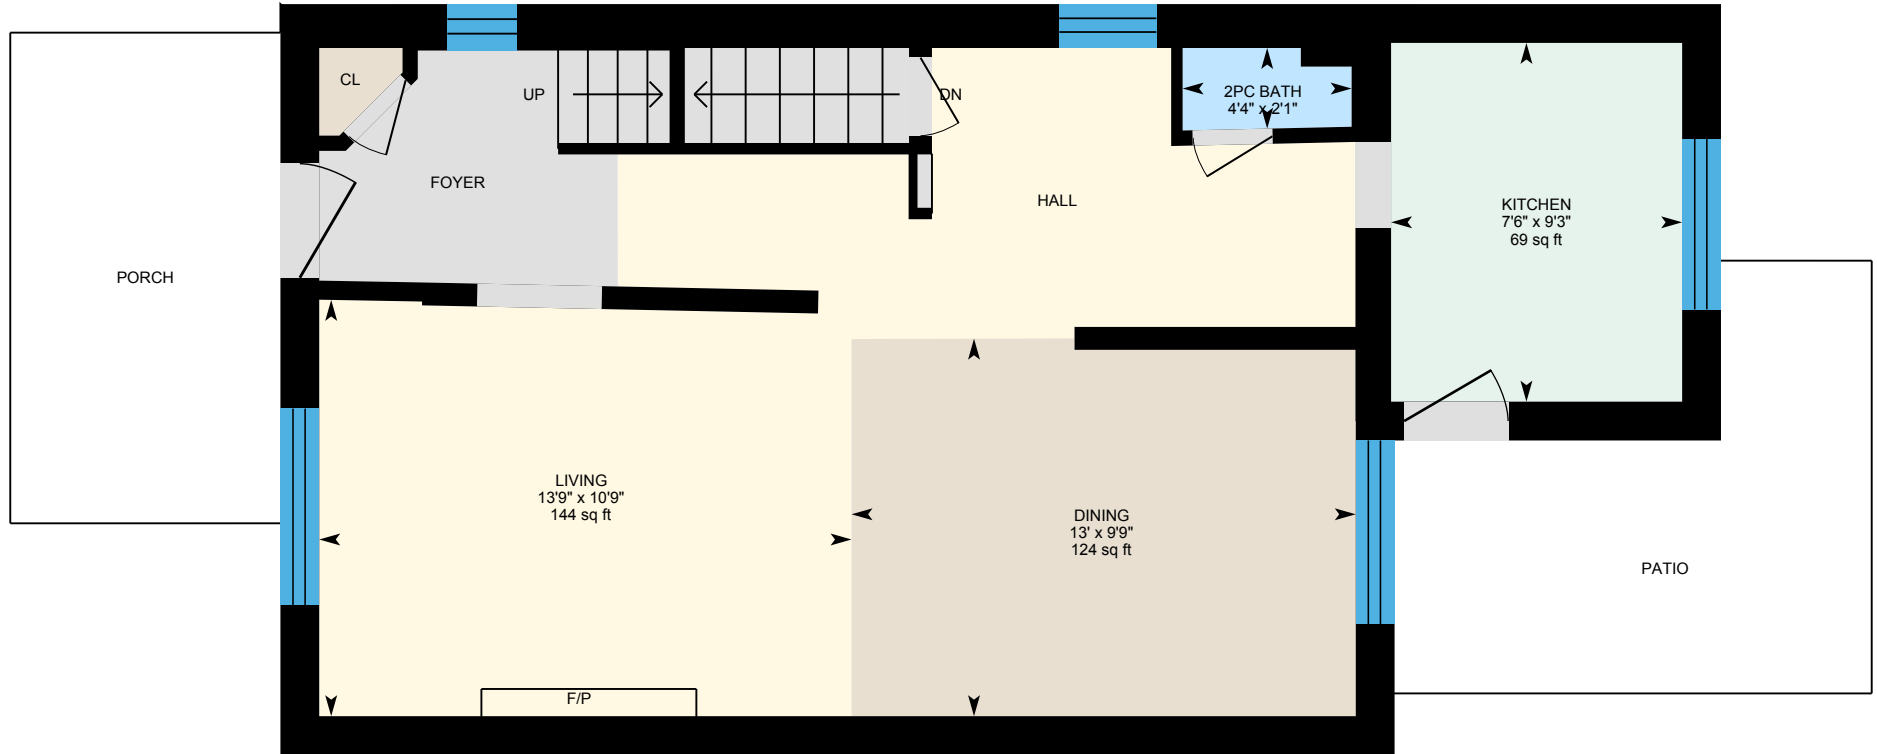 CL
UP
DN
2PC BATH
4'4" x 2'1"
FOYER
HALL
KITCHEN
7'6" x 9'3"
69 sq ft
PORCH
LIVING
13'9" x 10'9"
144 sq ft
DINING
13' x 9'9"
124 sq ft
PATIO
F/P